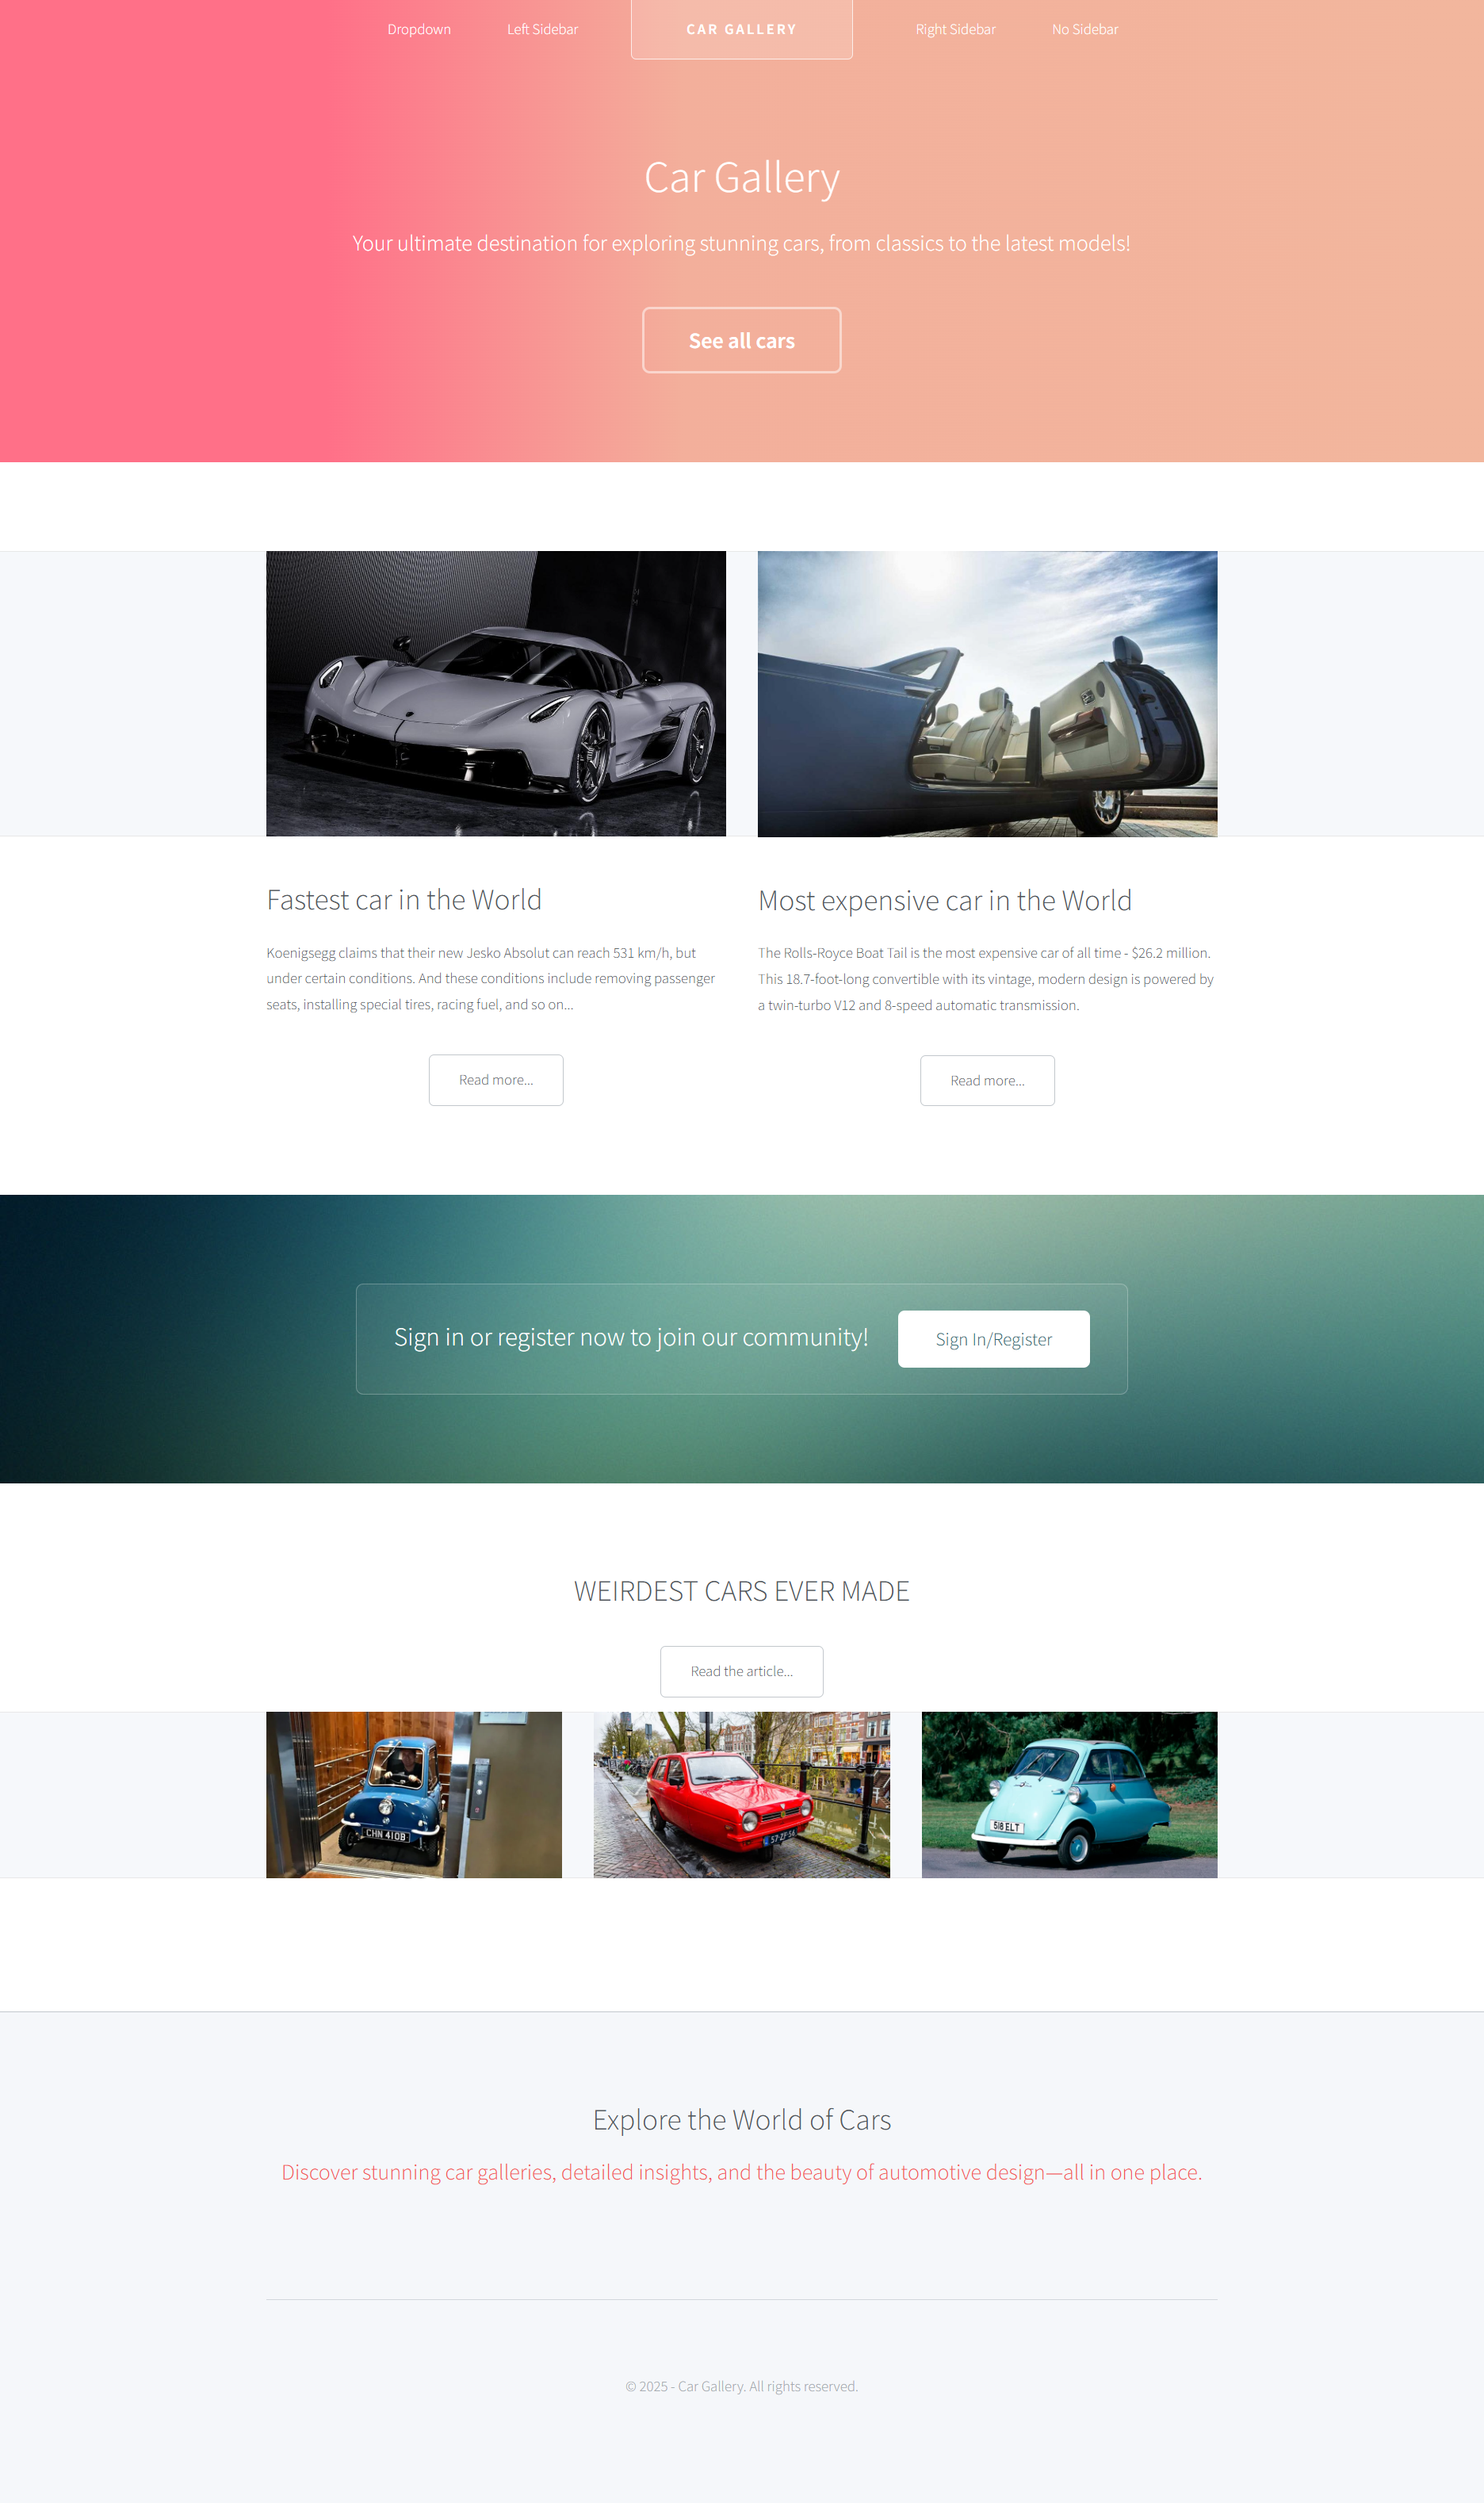 Dropdown Left Sidebar CAR GALLERY Right Sidebar No Sidebar
Car Gallery
Your ultimate destination for exploring stunning cars, from classics to the latest models!
See all cars
Fastest car in the World
Koenigsegg claims that their new Jesko Absolut can reach 531 km/h, but
under certain conditions. And these conditions include removing passenger
seats, installing special tires, racing fuel, and so on...
Read more...
Most expensive car in the World
The Rolls-Royce Boat Tail is the most expensive car of all time - $26.2 million.
This 18.7-foot-long convertible with its vintage, modern design is powered by
a twin-turbo V12 and 8-speed automatic transmission.
Read more...
Sign in or register now to join our community!
Sign In/Register
WEIRDEST CARS EVER MADE
Read the article...
CHN 410B
57-ZF-54
518 ELT
Explore the World of Cars
Discover stunning car galleries, detailed insights, and the beauty of automotive design—all in one place.
© 2025 - Car Gallery. All rights reserved.